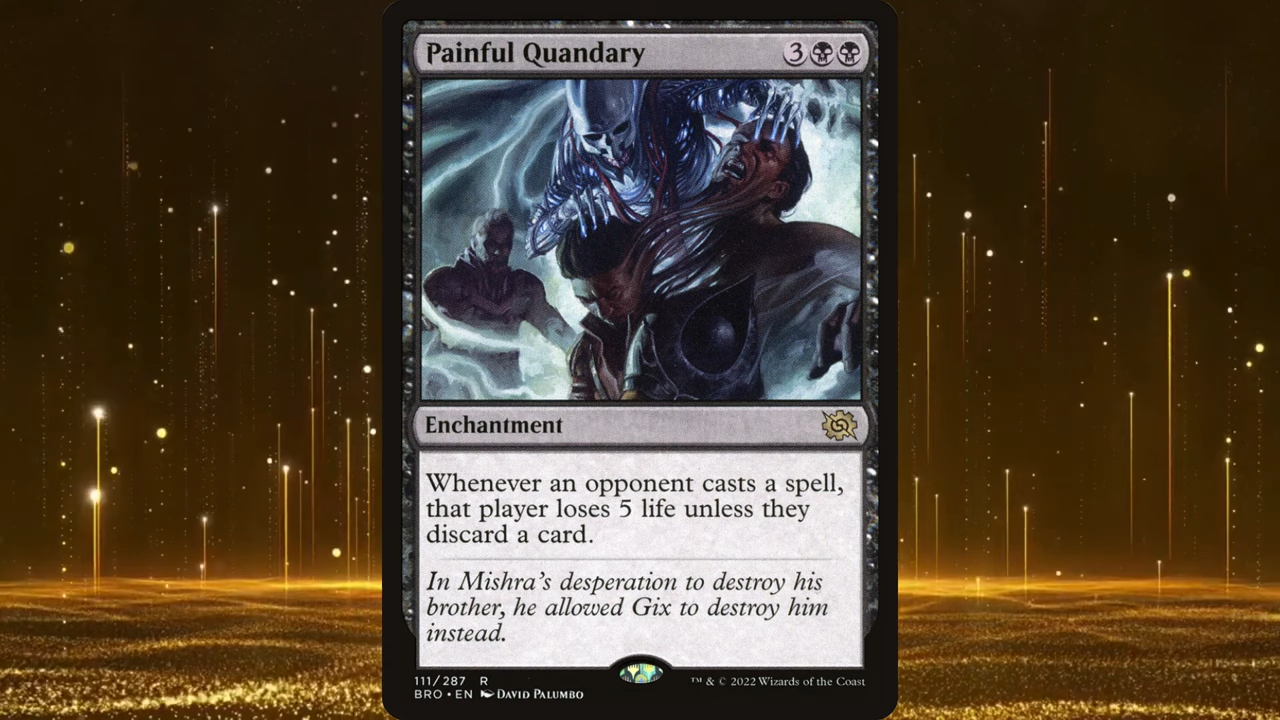 Painful Quandary 3
Enchantment
Whenever an opponent casts a spell,
that player loses 5 life unless they
discard a card.
In Mishra's desperation to destroy his
brother, he allowed Gix to destroy him
instead.
111/287 R
BRO • EN DAVID PALUMBO
™ & © 2022 Wizards of the Coast